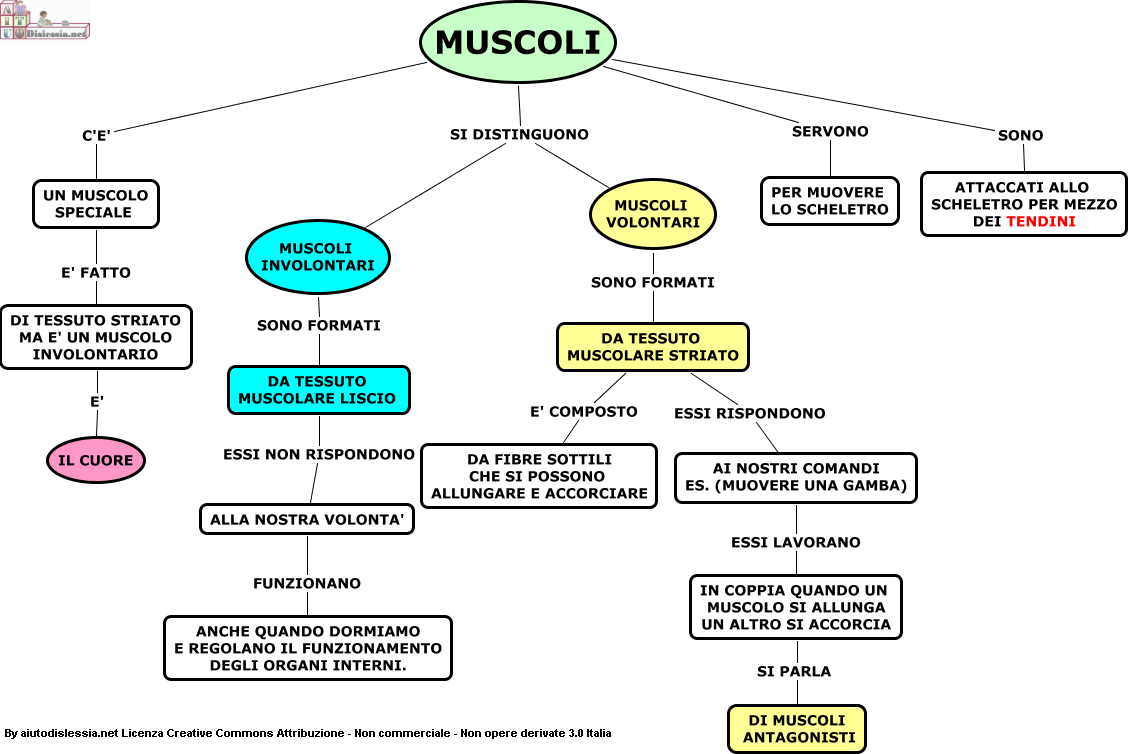 AIUTO
Dislessia.net
MUSCOLI
C'E'
UN MUSCOLO
SPECIALE
E' FATTO
DI TESSUTO STRIATO
MA E' UN MUSCOLO
INVOLONTARIO
E'
IL CUORE
SI DISTINGUONO
MUSCOLI
INVOLONTARI
SONO FORMATI
DA TESSUTO
MUSCOLARE LISCIO
ESSI NON RISPONDONO
ALLA NOSTRA VOLONTA'
FUNZIONANO
ANCHE QUANDO DORMIAMO
E REGOLANO IL FUNZIONAMENTO
DEGLI ORGANI INTERNI.
MUSCOLI
VOLONTARI
SONO FORMATI
DA TESSUTO
MUSCOLARE STRIATO
E' COMPOSTO
DA FIBRE SOTTILI
CHE SI POSSONO
ALLUNGARE E ACCORCIARE
ESSI RISPONDONO
AI NOSTRI COMANDI
ES. (MUOVERE UNA GAMBA)
ESSI LAVORANO
IN COPPIA QUANDO UN
MUSCOLO SI ALLUNGA
UN ALTRO SI ACCORCIA
SI PARLA
DI MUSCOLI
ANTAGONISTI
SERVONO
PER MUOVERE
LO SCHELETRO
SONO
ATTACCATI ALLO
SCHELETRO PER MEZZO
DEI TENDINI
By aiutodislessia.net Licenza Creative Commons Attribuzione - Non commerciale - Non opere derivate 3.0 Italia